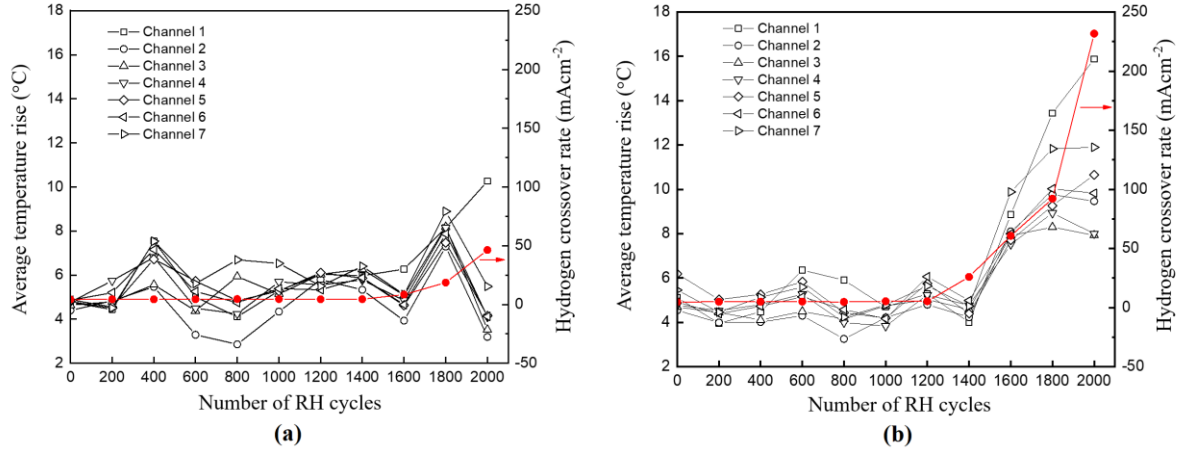 18
16
14
12
10
8
6
4
2
Average temperature rise (°C)
Channel 1
Channel 2
Channel 3
Channel 4
Channel 5
Channel 6
Channel 7
250
200
150
100
50
0
-50
Hydrogen crossover rate (mAcm⁻²)
0 200 400 600 800 1000 1200 1400 1600 1800 2000
Number of RH cycles
(a)
18
16
14
12
10
8
6
4
2
Average temperature rise (°C)
Channel 1
Channel 2
Channel 3
Channel 4
Channel 5
Channel 6
Channel 7
250
200
150
100
50
0
-50
Hydrogen crossover rate (mAcm⁻²)
0 200 400 600 800 1000 1200 1400 1600 1800 2000
Number of RH cycles
(b)